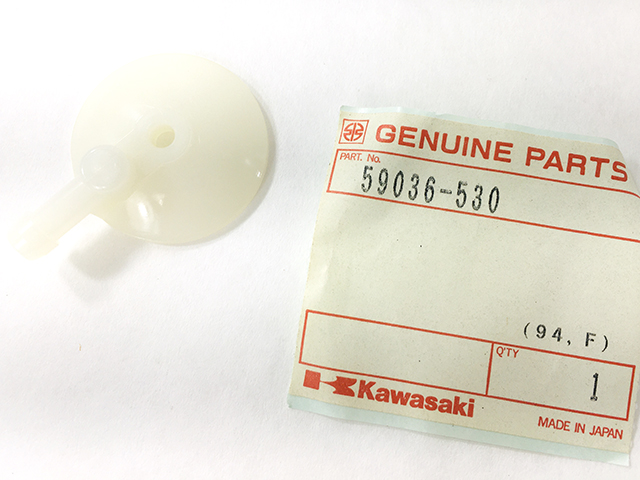 GENUINE PARTS
PART. No.
59036-530
(94, F)
Q'TY
1
Kawasaki
MADE IN JAPAN